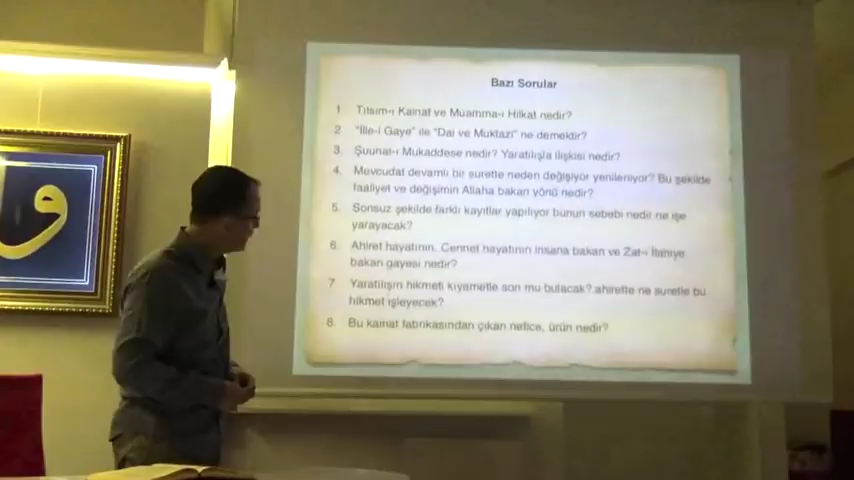 Bazı Sorular
1. Tılsım-ı Kainat ve Muamma-ı Hilkat nedir?
2. "İlle-i Gaye" ile "Dai ve Muktazi" ne demektir?
3. Şuunat-ı Mukaddese nedir? Yaratılışla ilişkisi nedir?
4. Mevcudat devamlı bir surette neden değişiyor yenileniyor? Bu şekilde
faaliyet ve değişimin Allaha bakan yönü nedir?
5. Sonsuz şekilde farklı kayıtlar yapılıyor bunun sebebi nedir ne işe
yarayacak?
6. Ahiret hayatının, Cennet hayatının insana bakan ve Zat-ı İlahiye
bakan gayesi nedir?
7 Yaratılışın hikmeti kıyametle son mu bulacak? ahirette ne suretle bu
hikmet işleyecek?
8. Bu kainat fabrikasından çıkan netice, ürün nedir?
و